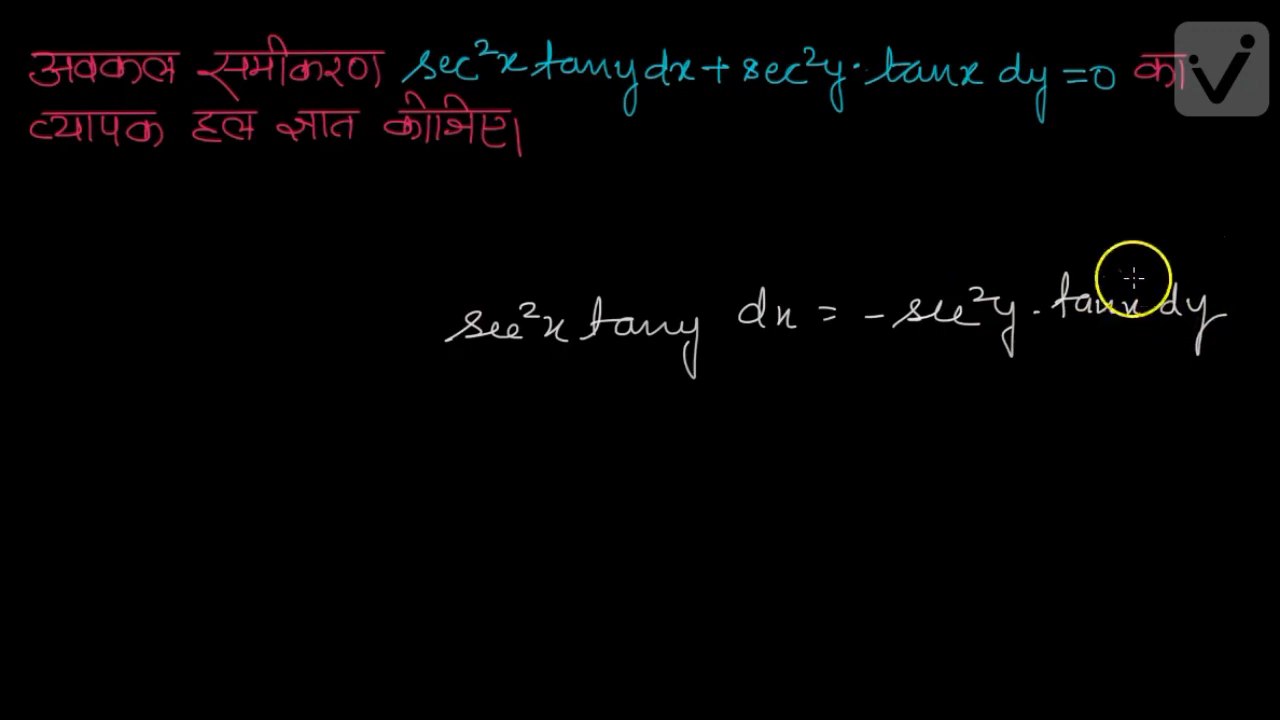 अवकल समीकरण sec²x tany dx + sec²y · tanx dy = 0 का
व्यापक हल ज्ञात कीजिए।
sec²x tany dx = - sec²y · tanx dy